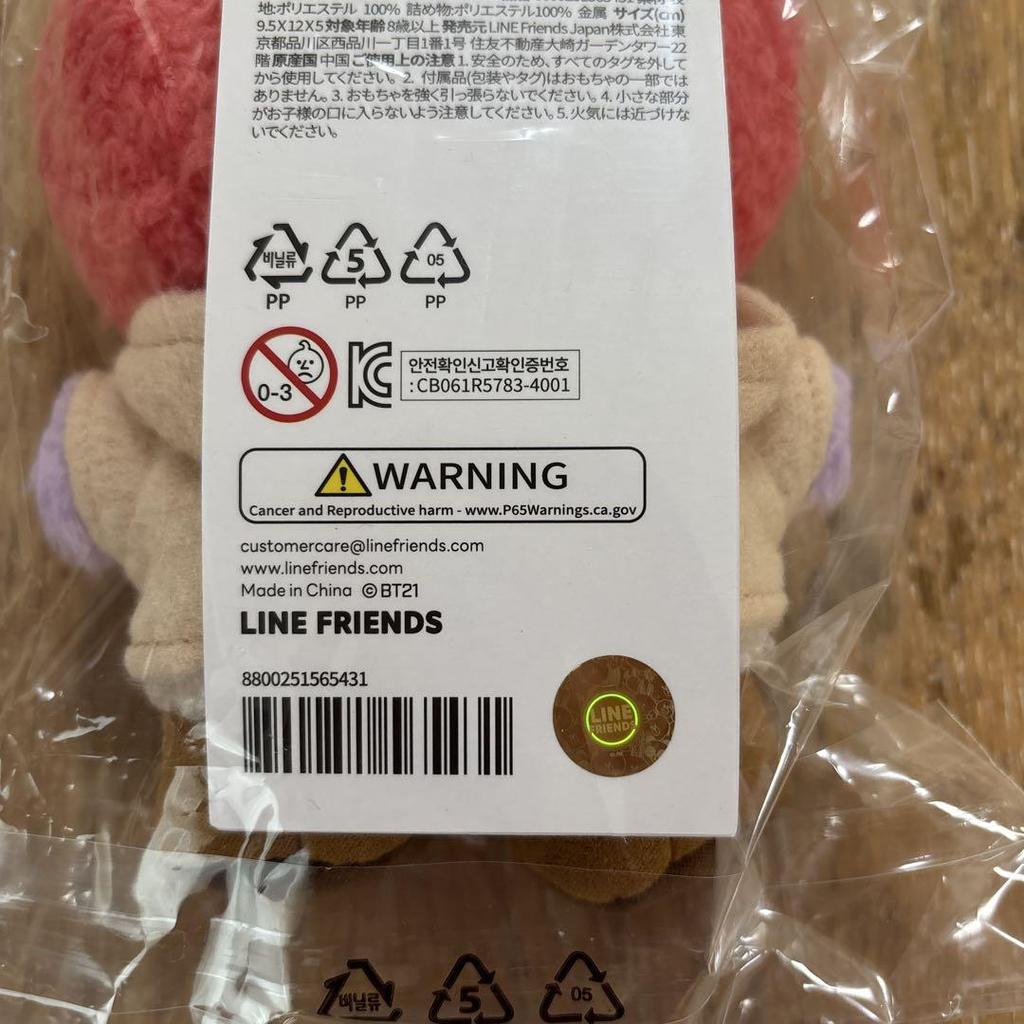 地:ポリエステル 100% 詰め物:ポリエステル100% 金属 サイズ(cm)
9.5X12X5 対象年齢 8歳以上 発売元 LINE Friends Japan株式会社 東
京都品川区西品川一丁目1番1号 住友不動産大崎ガーデンタワー22
階 原産国 中国 ご使用上の注意 1. 安全のため、すべてのタグを外して
から使用してください。 2. 付属品(包装やタグ)はおもちゃの一部では
ありません。 3. おもちゃを強く引っ張らないでください。 4. 小さな部分
がお子様の口に入らないよう注意してください。 5. 火気には近づけな
いでください。
비닐류 5 05
PP PP PP
0-3
안전확인신고확인증번호
: CB061R5783-4001
WARNING
Cancer and Reproductive harm - www.P65Warnings.ca.gov
customercare@linefriends.com
www.linefriends.com
Made in China © BT21
LINE FRIENDS
8800251565431
LINE
FRIENDS
비닐류 5 05